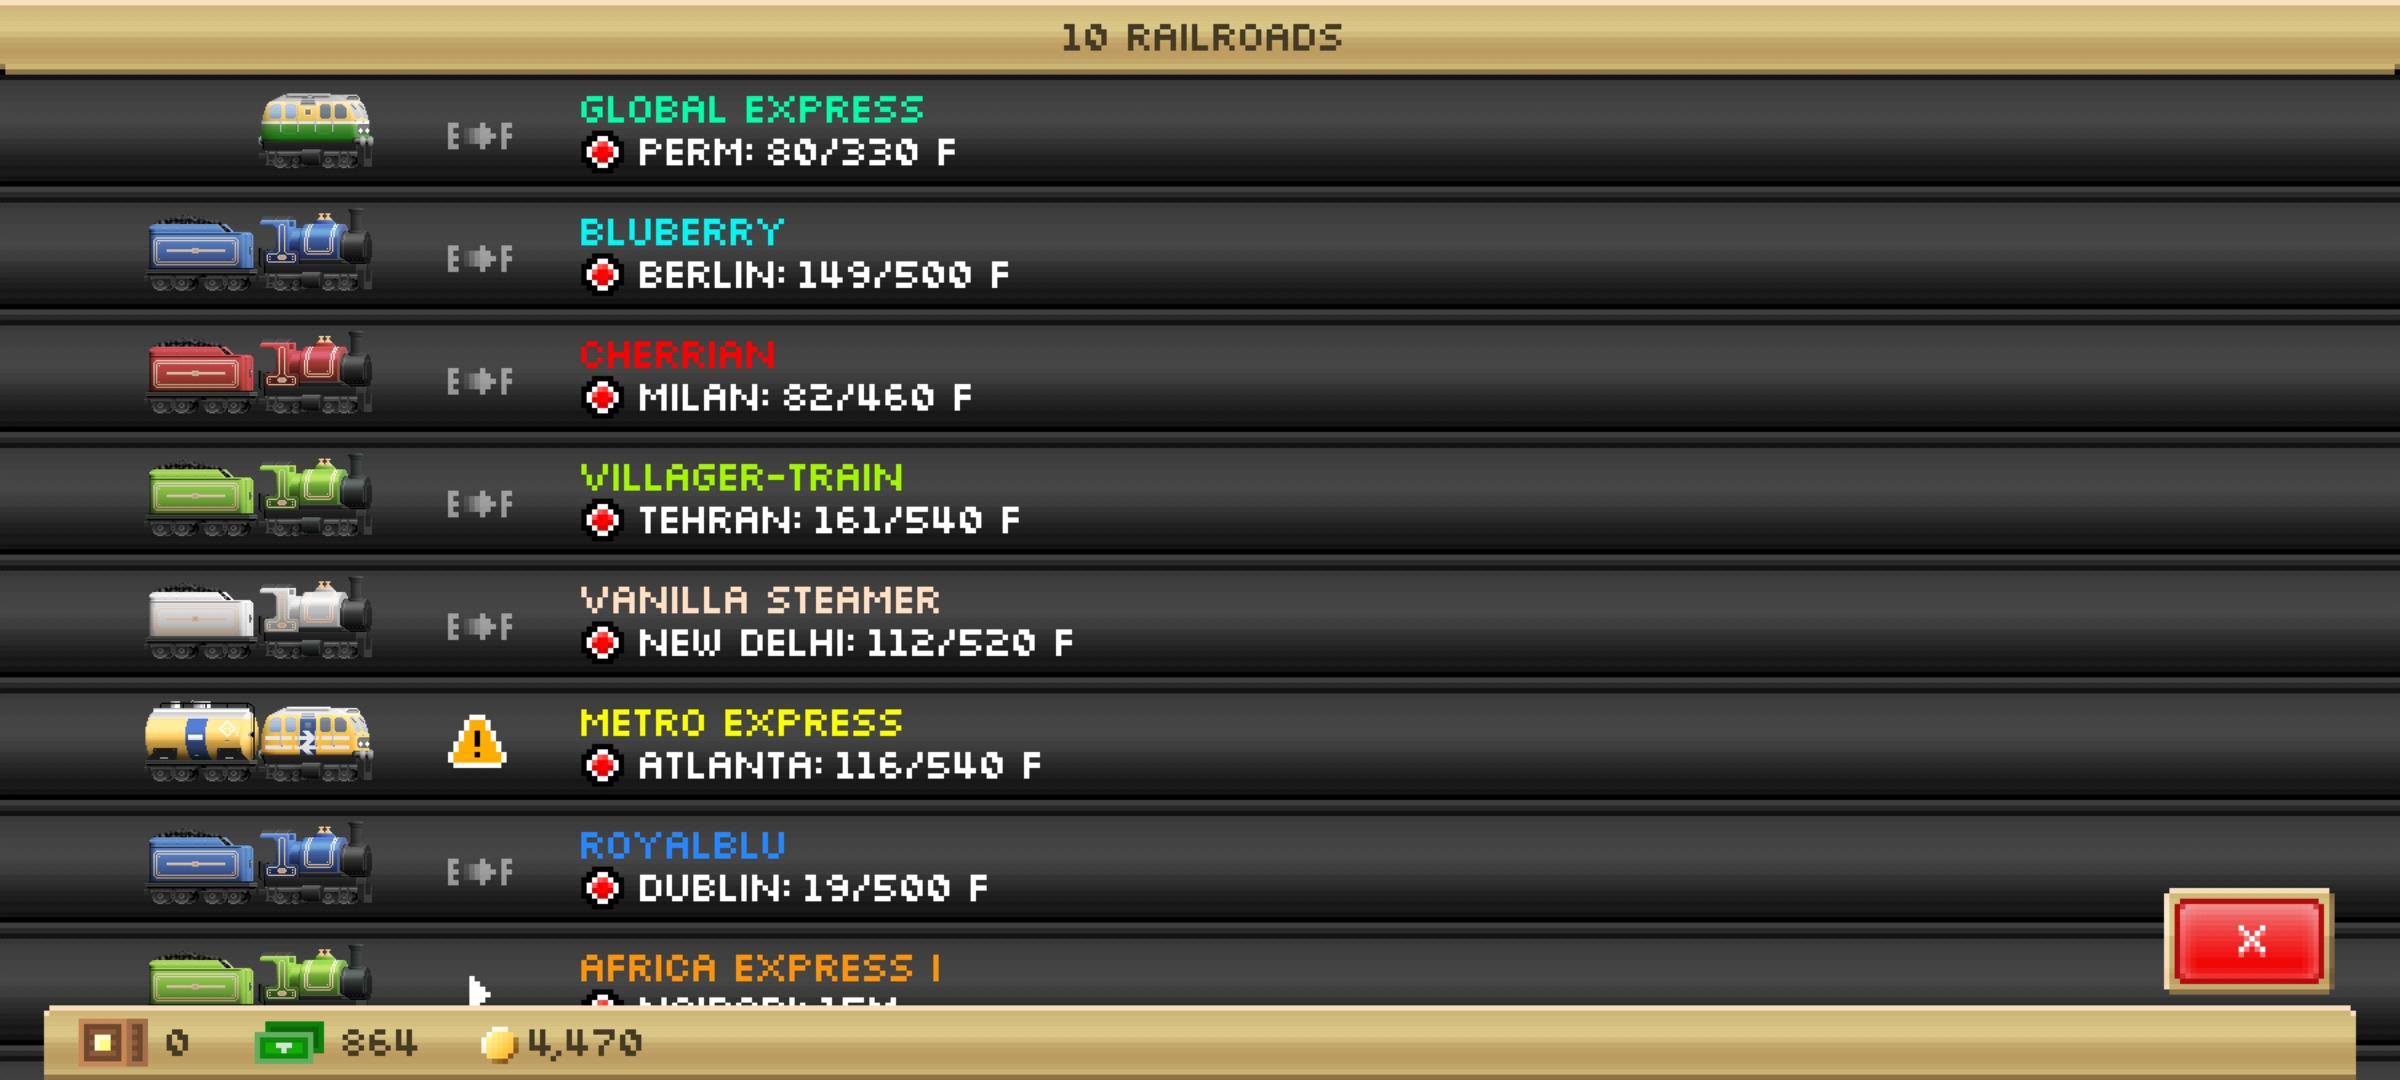 10 RAILROADS
E F
GLOBAL EXPRESS
PERM: 80/330 F
E F
BLUBERRY
BERLIN: 149/500 F
E F
CHERRIAN
MILAN: 82/460 F
E F
VILLAGER-TRAIN
TEHRAN: 161/540 F
E F
VANILLA STEAMER
NEW DELHI: 112/520 F
METRO EXPRESS
ATLANTA: 116/540 F
E F
ROYALBLU
DUBLIN: 19/500 F
AFRICA EXPRESS I
X
0 864 4,470